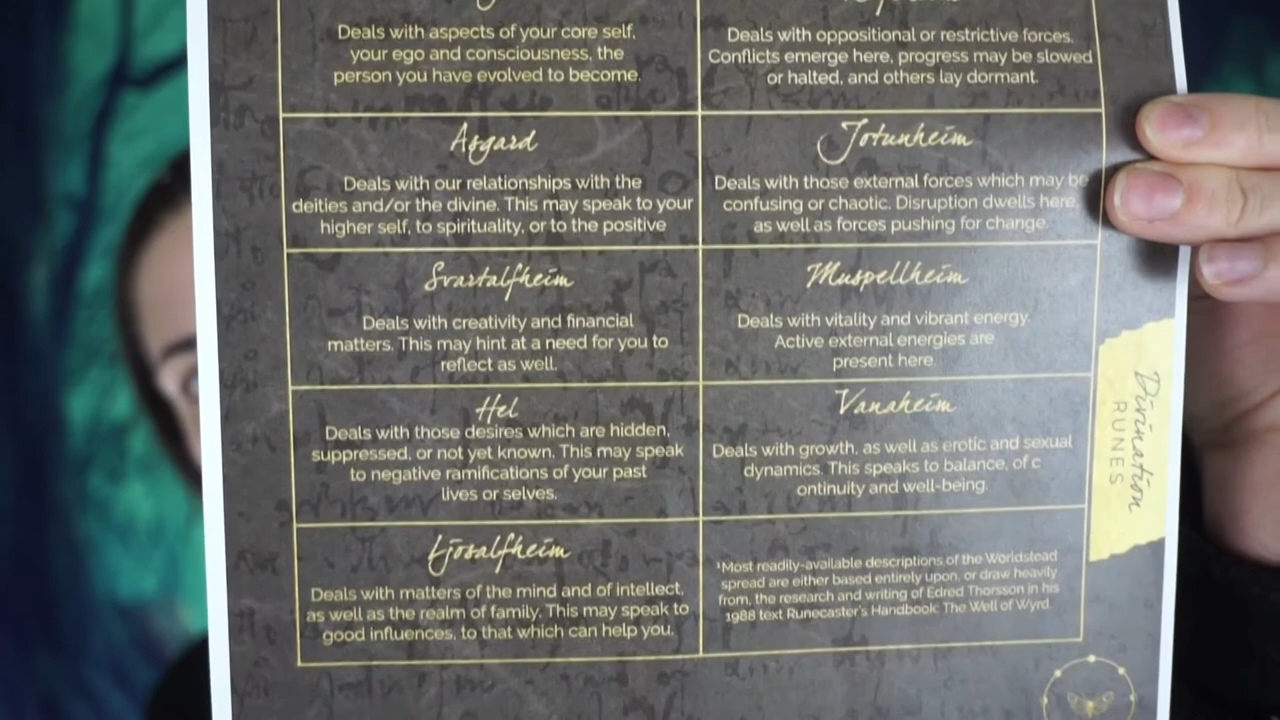 Deals with aspects of your core self,
your ego and consciousness, the
person you have evolved to become.
Deals with oppositional or restrictive forces.
Conflicts emerge here, progress may be slowed
or halted, and others lay dormant.
Asgard
Deals with our relationships with the
deities and/or the divine. This may speak to your
higher self, to spirituality, or to the positive
Jotunheim
Deals with those external forces which may be
confusing or chaotic. Disruption dwells here,
as well as forces pushing for change.
Svartalfheim
Deals with creativity and financial
matters. This may hint at a need for you to
reflect as well.
Muspellheim
Deals with vitality and vibrant energy.
Active external energies are
present here.
Hel
Deals with those desires which are hidden,
suppressed, or not yet known. This may speak
to negative ramifications of your past
lives or selves.
Vanaheim
Deals with growth, as well as erotic and sexual
dynamics. This speaks to balance, of c
ontinuity and well-being.
Ljosalfheim
Deals with matters of the mind and of intellect,
as well as the realm of family. This may speak to
good influences, to that which can help you.
¹Most readily-available descriptions of the Worldstead
spread are either based entirely upon, or draw heavily
from, the research and writing of Edred Thorsson in his
1988 text Runecaster's Handbook: The Well of Wyrd.
Divination
RUNES